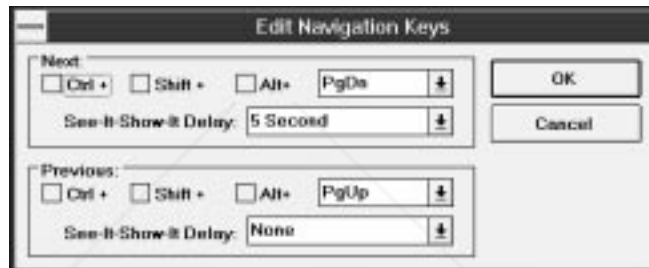 Edit Navigation Keys
Next:
Ctrl + Shift + Alt+ PgDn
OK
See-It-Show-It Delay: 5 Second
Cancel
Previous:
Ctrl + Shift + Alt+ PgUp
See-It-Show-It Delay: None